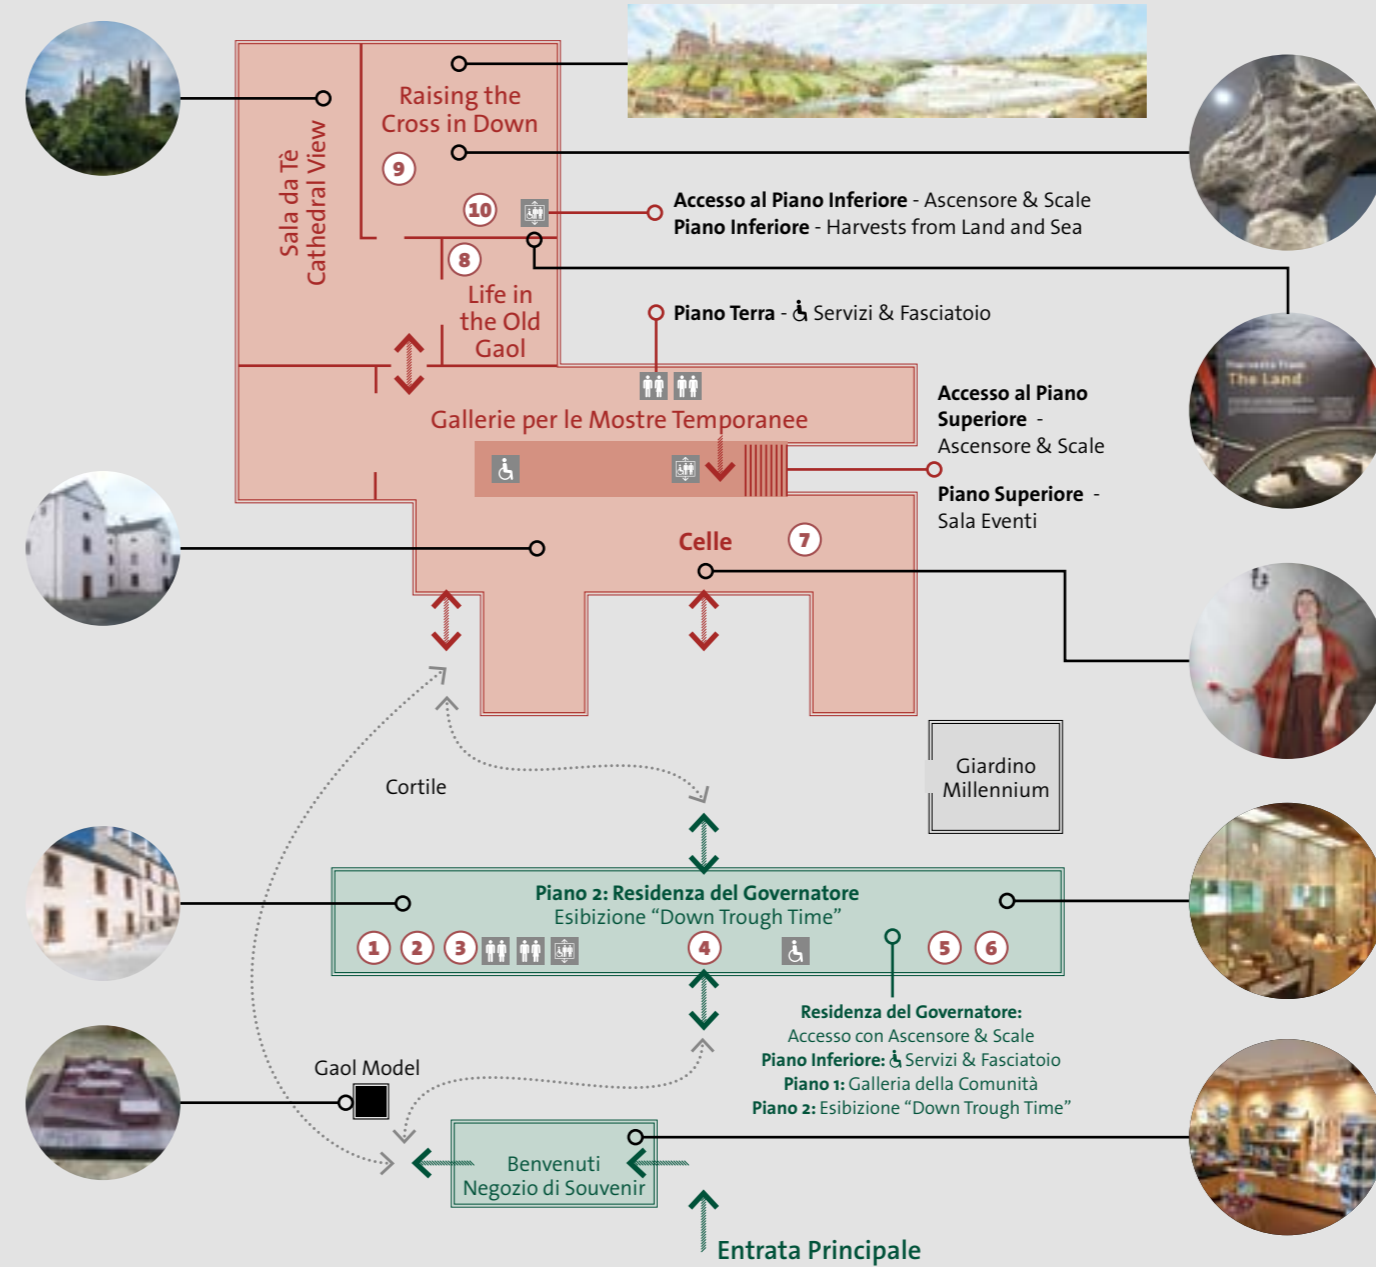 Raising the
Cross in Down
Sala da Tè
Cathedral View
9
10
Accesso al Piano Inferiore - Ascensore & Scale
Piano Inferiore - Harvests from Land and Sea
8
Life in
the Old
Gaol
Piano Terra - Servizi & Fasciatoio
The Land
Gallerie per le Mostre Temporanee
Accesso al Piano
Superiore -
Ascensore & Scale
Piano Superiore -
Sala Eventi
Celle
7
Cortile
Giardino
Millennium
Piano 2: Residenza del Governatore
Esibizione “Down Trough Time”
1
2
3
4
5
6
Residenza del Governatore:
Accesso con Ascensore & Scale
Piano Inferiore: Servizi & Fasciatoio
Piano 1: Galleria della Comunità
Piano 2: Esibizione “Down Trough Time”
Gaol Model
Benvenuti
Negozio di Souvenir
Entrata Principale